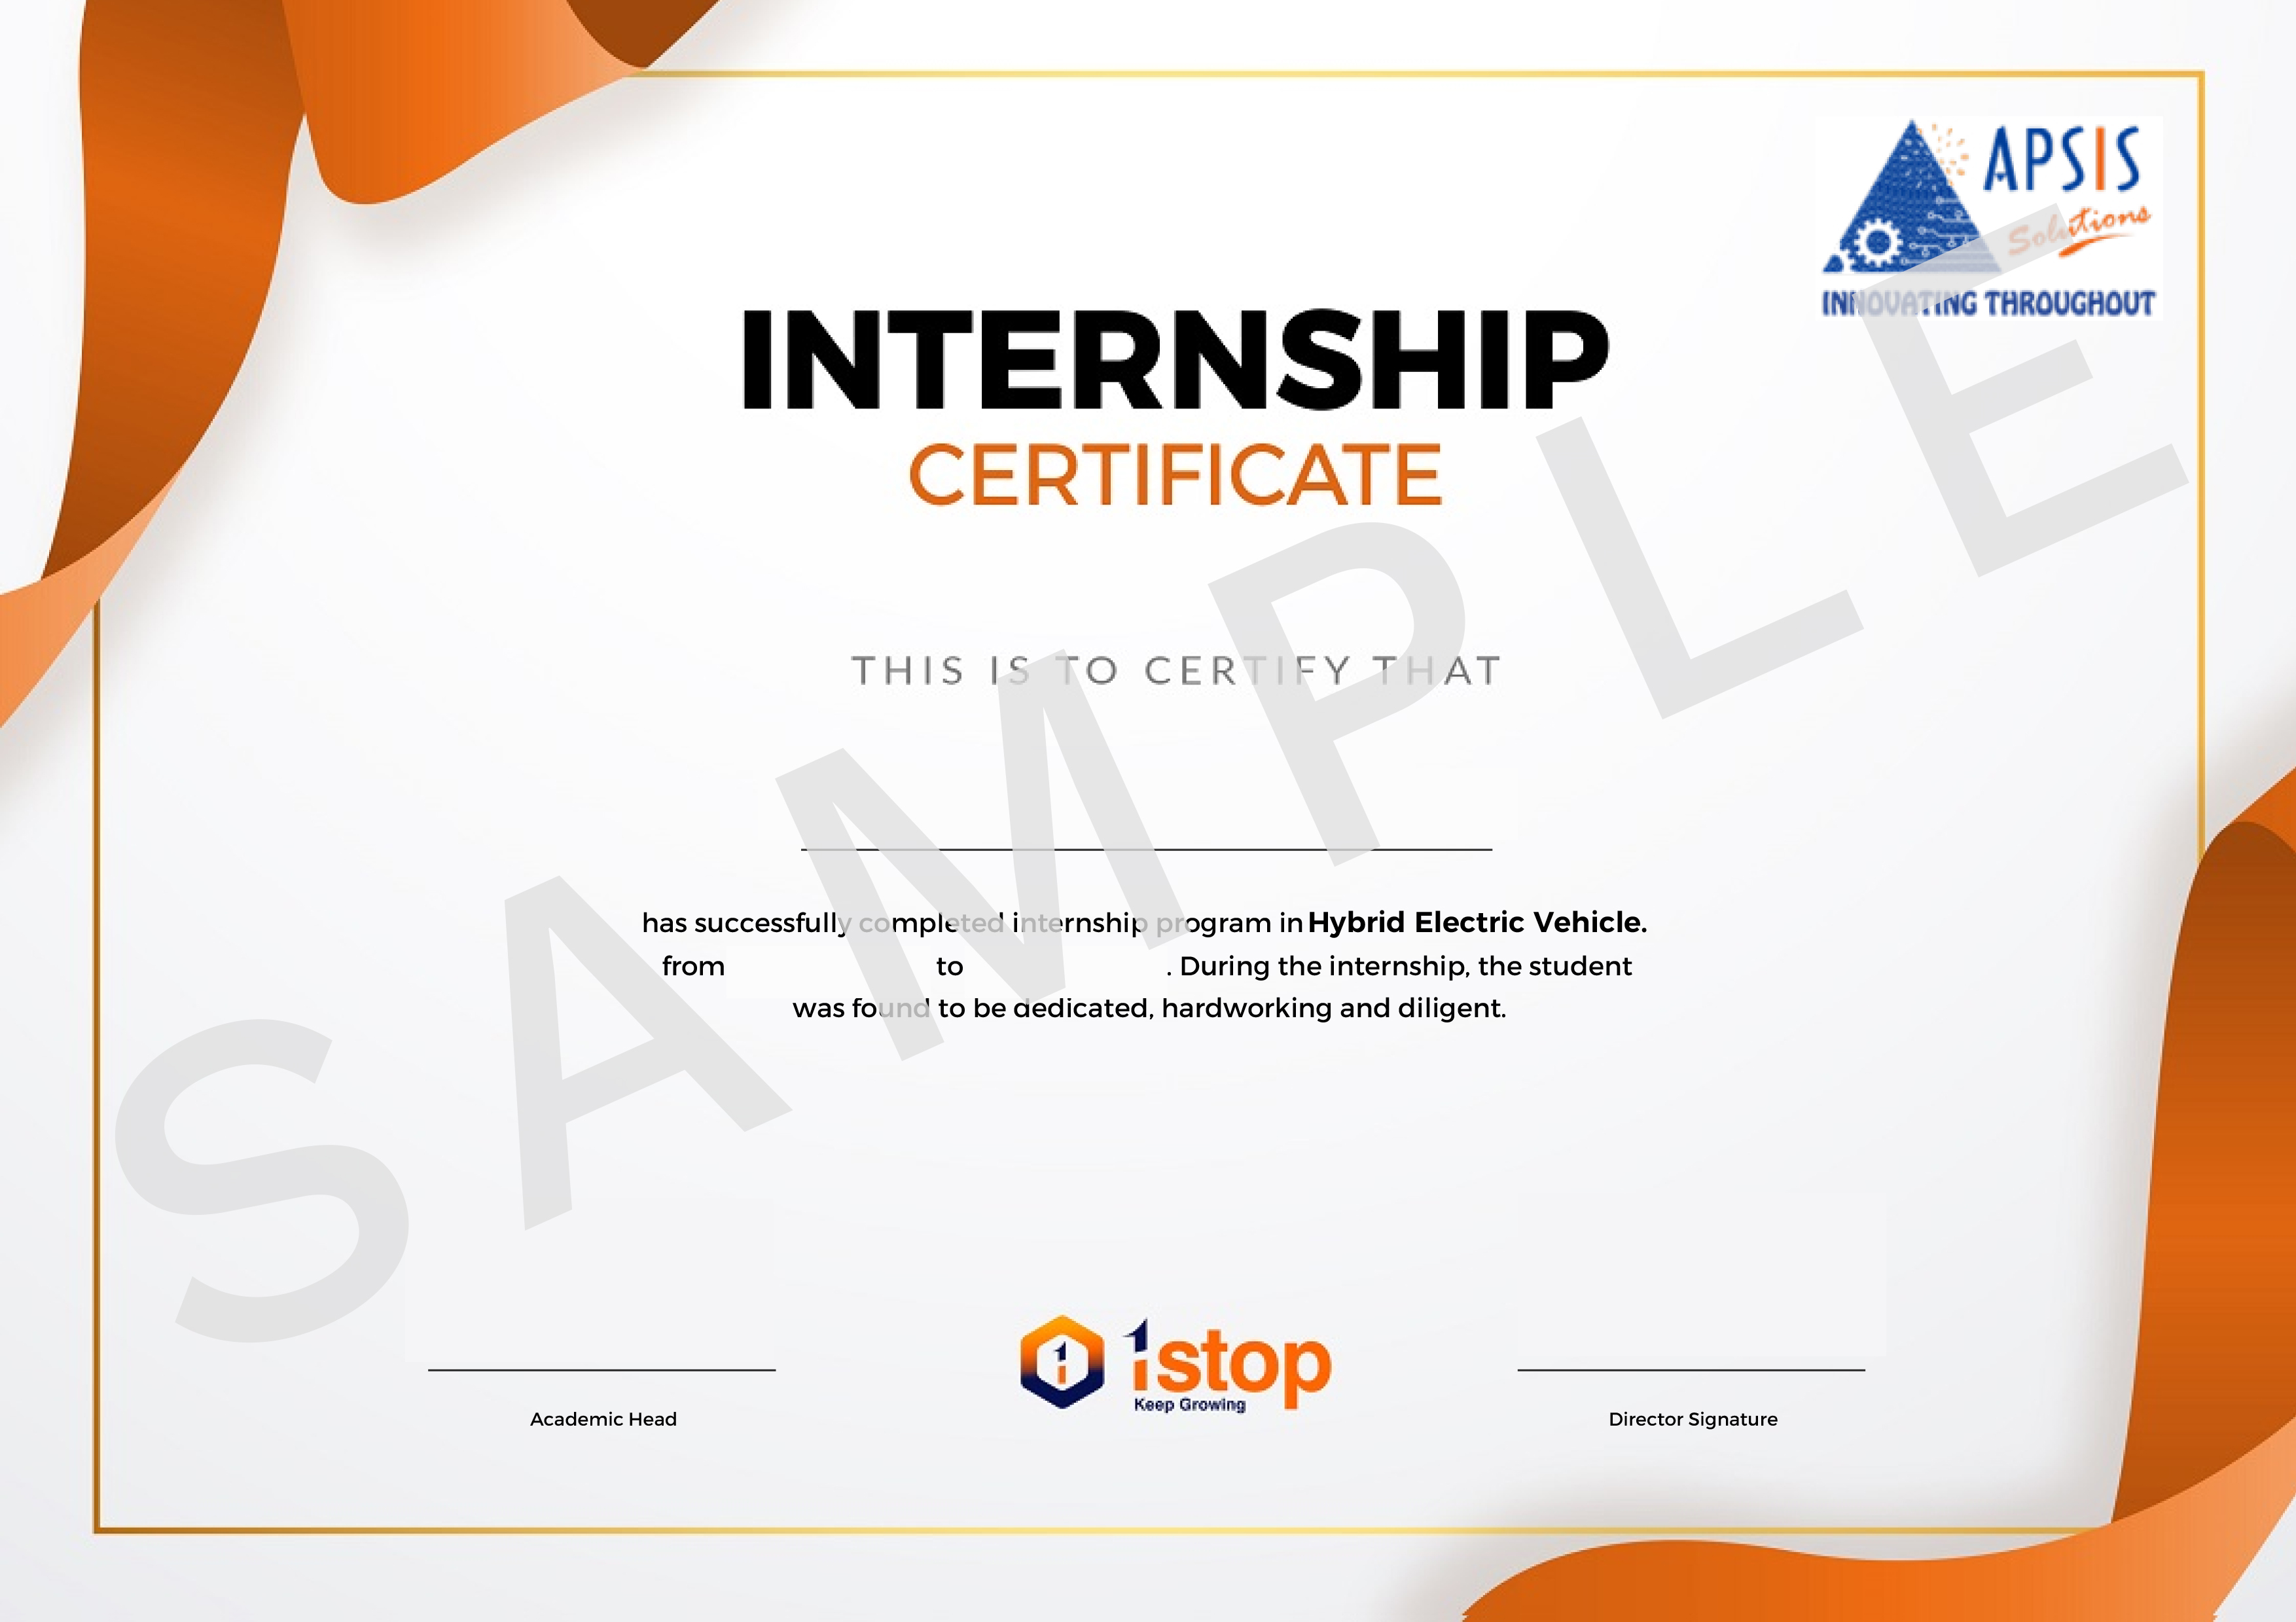 APSIS
Solutions
INNOVATING THROUGHOUT
INTERNSHIP
CERTIFICATE
THIS IS TO CERTIFY THAT
has successfully completed internship program in Hybrid Electric Vehicle.
from to . During the internship, the student
was found to be dedicated, hardworking and diligent.
SAMPLE
1stop
Keep Growing
Academic Head
Director Signature